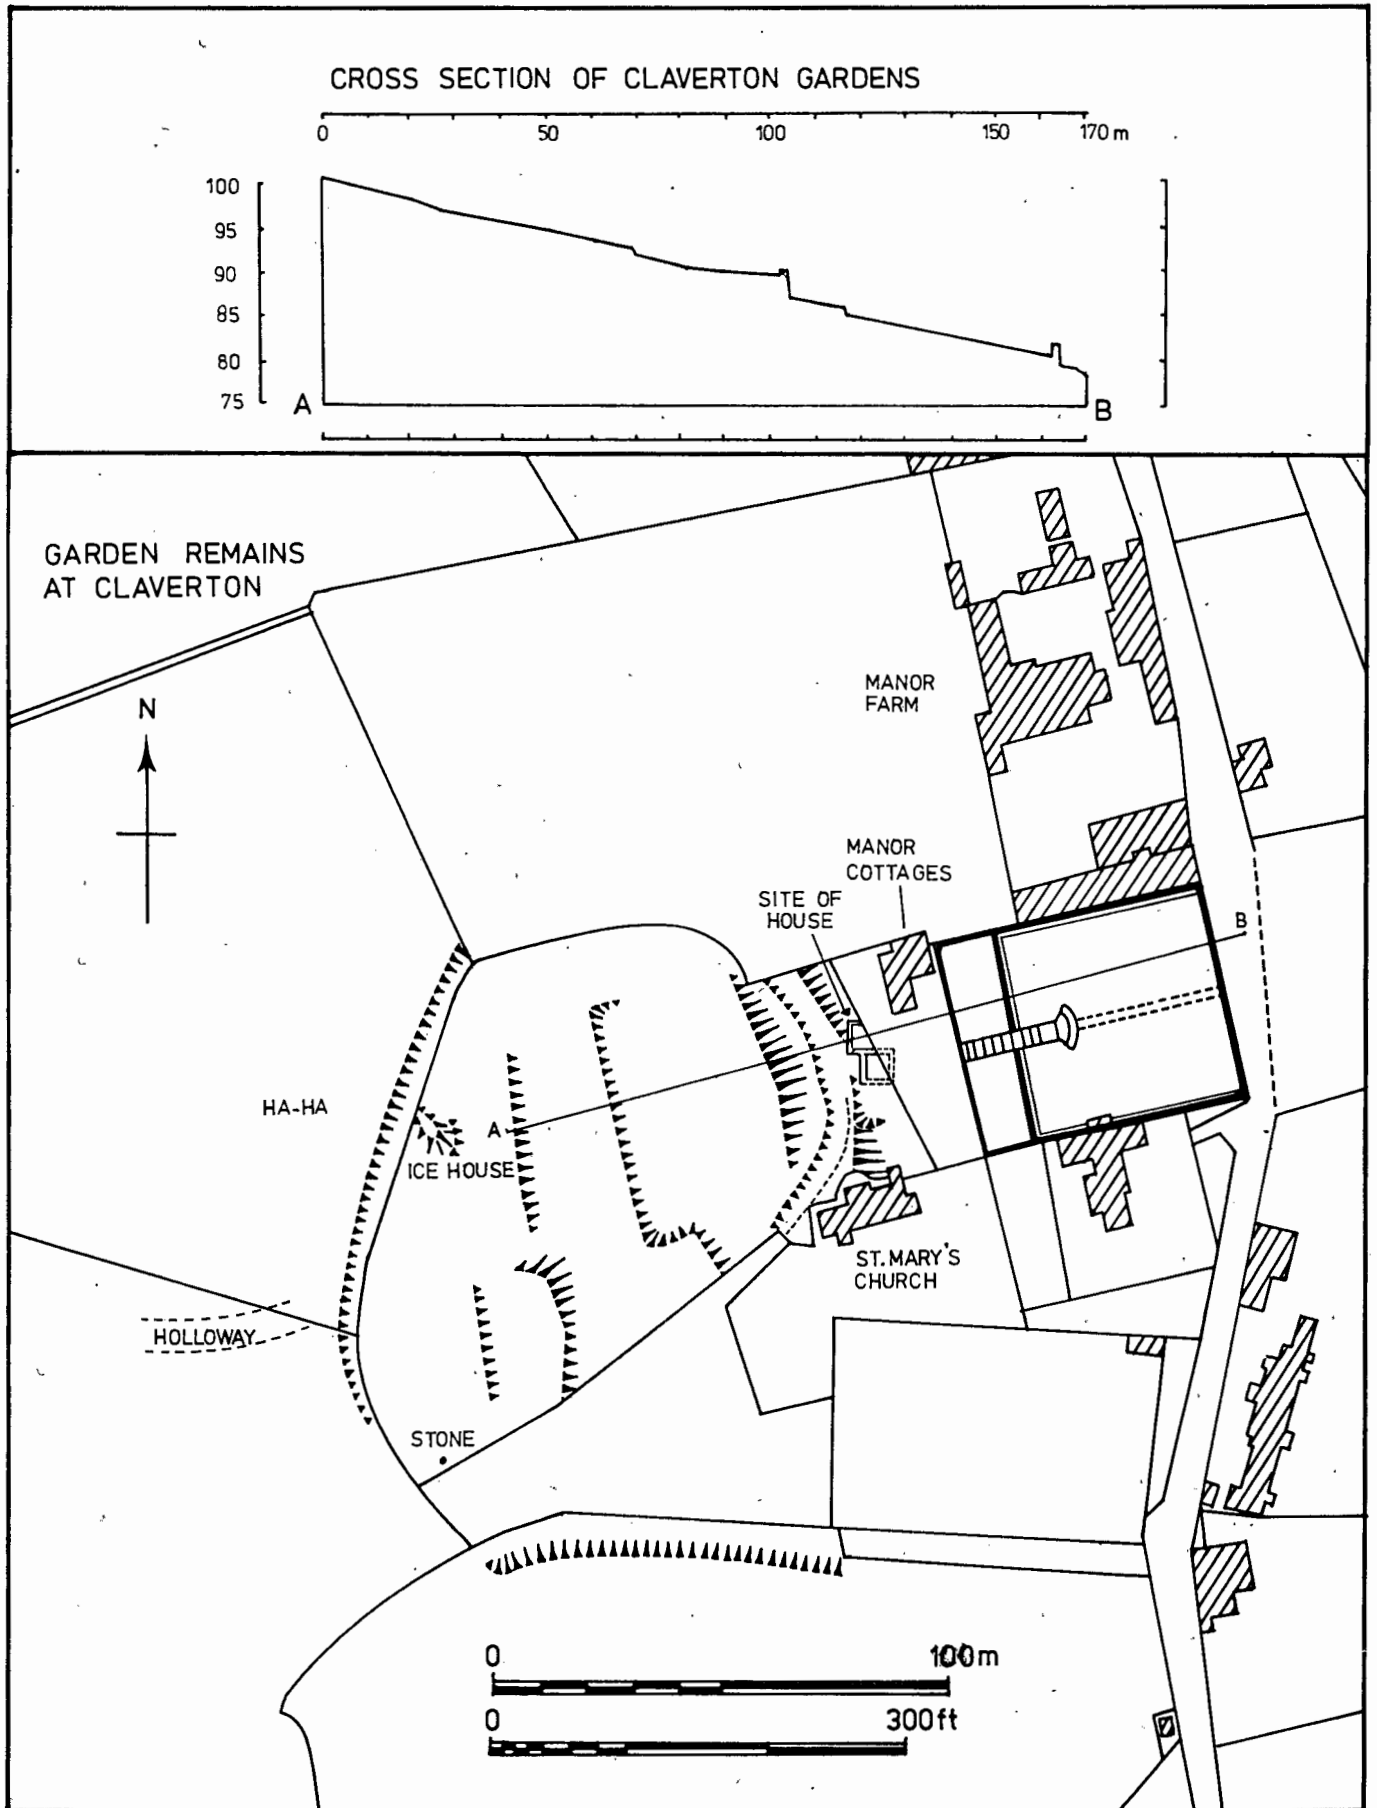 CROSS SECTION OF CLAVERTON GARDENS
0 50 100 150 170 m
100
95
90
85
80
75
A B
GARDEN REMAINS
AT CLAVERTON
N
MANOR
FARM
MANOR
COTTAGES
SITE OF
HOUSE
B
HA-HA
A
ICE HOUSE
ST. MARY'S
CHURCH
HOLLOWAY
STONE
0 100m
0 300ft